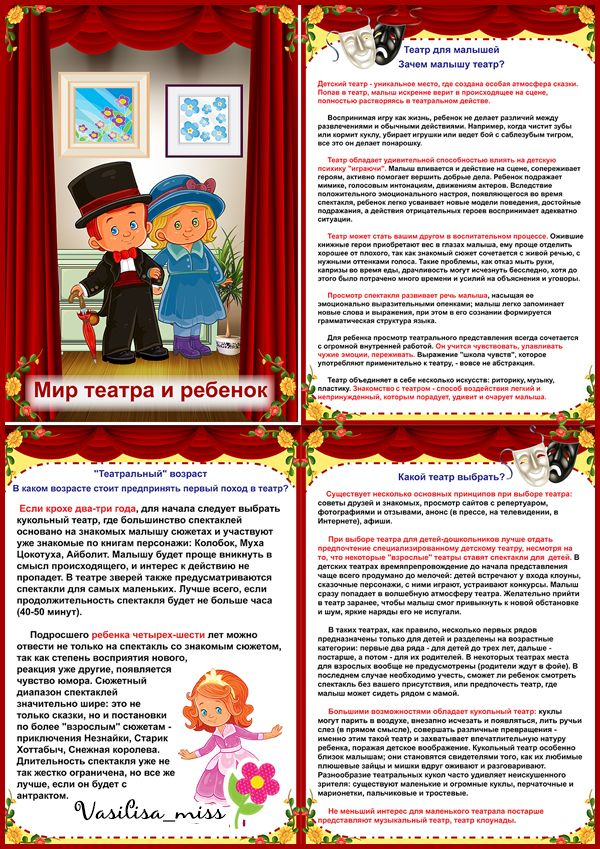 Мир театра и ребенок
Театр для малышей
Зачем малышу театр?
Детский театр - уникальное место, где создана особая атмосфера сказки.
Попав в театр, малыш искренне верит в происходящее на сцене,
полностью растворяясь в театральном действе.
Воспринимая игру как жизнь, ребенок не делает различий между
развлечениями и обычными действиями. Например, когда чистит зубы
или кормит куклу, убирает игрушки или ведет бой с саблезубым тигром,
все это он делает понарошку.
Театр обладает удивительной способностью влиять на детскую
психику "играючи". Малыш вливается и действие на сцене, сопереживает
героям, активно помогает вершить добрые дела. Ребенок подражает
мимике, голосовым интонациям, движениям актеров. Вследствие
положительного эмоционального настроя, появляющегося во время
спектакля, ребенок легко усваивает новые модели поведения, достойные
подражания, а действия отрицательных героев воспринимает адекватно
ситуации.
Театр может стать вашим другом в воспитательном процессе. Ожившие
книжные герои приобретают вес в глазах малыша, ему проще отделить
хорошее от плохого, так как знакомый сюжет сочетается с живой речью, с
нужными оттенками голоса. Такие проблемы, как отказ мыть руки,
капризы во время еды, драчливость могут исчезнуть бесследно, хотя до
этого было потрачено много времени и усилий на объяснения и уговоры.
Просмотр спектакля развивает речь малыша, насыщая ее
эмоционально выразительными опенками; малыш легко запоминает
новые слова и выражения, при этом в его сознании формируется
грамматическая структура языка.
Для ребенка просмотр театрального представления всегда сочетается
с огромной внутренней работой. Он учится чувствовать, улавливать
чужие эмоции, переживать. Выражение "школа чувств", которое
употребляют применительно к театру, - вовсе не абстракция.
Театр объединяет в себе несколько искусств: риторику, музыку,
пластику. Знакомство с театром - способ воздействия легкий и
непринужденный, которым порадует, удивит и очарует малыша.
"Театральный" возраст
В каком возрасте стоит предпринять первый поход в театр?
Если крохе два-три года, для начала следует выбрать
кукольный театр, где большинство спектаклей
основано на знакомых малышу сюжетах и участвуют
уже знакомые по книгам персонажи: Колобок, Муха
Цокотуха, Айболит. Малышу будет проще вникнуть в
смысл происходящего, и интерес к действию не
пропадет. В театре зверей также предусматриваются
спектакли для самых маленьких. Лучше всего, если
продолжительность спектакля будет не больше часа
(40-50 минут).
Подросшего ребенка четырех-шести лет можно
отвести не только на спектакль со знакомым сюжетом,
так как степень восприятия нового,
реакция уже другие, появляется
чувство юмора. Сюжетный
диапазон спектаклей
значительно шире: это не
только сказки, но и постановки
по более "взрослым" сюжетам -
приключения Незнайки, Старик
Хоттабыч, Снежная королева.
Длительность спектакля уже не
так жестко ограничена, но все же
лучше, если он будет с
антрактом.
Vasilisa_miss
Какой театр выбрать?
Существует несколько основных принципов при выборе театра:
советы друзей и знакомых, просмотр сайтов с репертуаром,
фотографиями и отзывами, анонс (в прессе, на телевидении, в
Интернете), афиши.
При выборе театра для детей-дошкольников лучше отдать
предпочтение специализированному детскому театру, несмотря на
то, что некоторые "взрослые" театры ставят спектакли для детей. В
детских театрах времяпрепровождение до начала представления
чаще всего продумано до мелочей: детей встречают у входа клоуны,
сказочные персонажи, с ними играют, устраивают конкурсы. Малыш
сразу попадает в волшебную атмосферу театра. Желательно прийти
в театр заранее, чтобы малыш смог привыкнуть к новой обстановке
и шум, яркие наряды его не испугали.
В таких театрах, как правило, несколько первых рядов
предназначены только для детей и разделены на возрастные
категории: первые два ряда - для детей до трех лет, дальше -
постарше, а потом - для их родителей. В некоторых театрах места
для взрослых вообще не предусмотрены (родители ждут в фойе). В
последнем случае необходимо учесть, сможет ли ребенок смотреть
спектакль без вашего присутствия, или предпочесть театр, где
малыш может сидеть рядом с мамой.
Большими возможностями обладает кукольный театр: куклы
могут парить в воздухе, внезапно исчезать и появляться, лить ручьи
слез (в прямом смысле), совершать различные превращения -
именно этим такой театр и захватывает впечатлительную натуру
ребенка, поражая детское воображение. Кукольный театр особенно
близок малышам; они становятся свидетелями того, как их любимые
плюшевые зайцы и мишки вдруг оживают и разговаривают.
Разнообразие театральных кукол часто удивляет неискушенного
зрителя: существуют маленькие и огромные куклы, перчаточные и
марионетки, пальчиковые и тростевые.
Не меньший интерес для маленького театрала постарше
представляют музыкальный театр, театр клоунады.